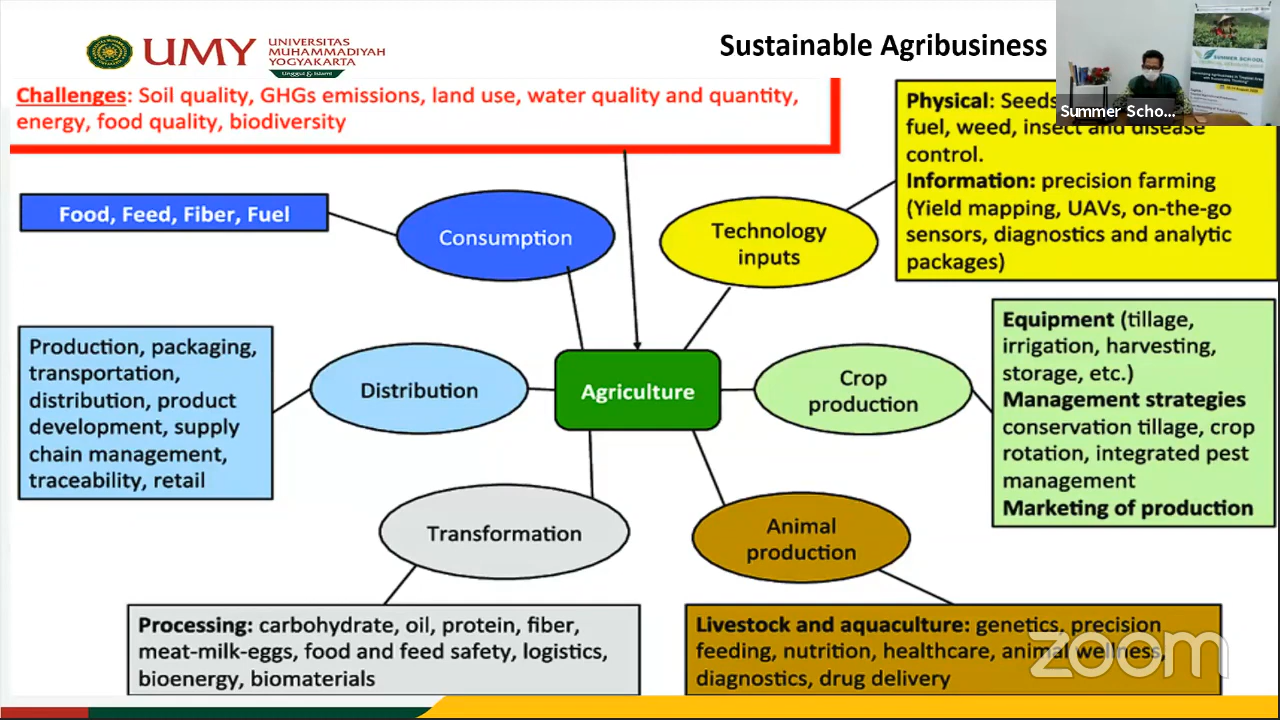 UMY
UNIVERSITAS
MUHAMMADIYAH
YOGYAKARTA
Unggul & Islami
Sustainable Agribusiness
SUMMER SCHOOL
Summer Scho...
Challenges: Soil quality, GHGs emissions, land use, water quality and quantity,
energy, food quality, biodiversity
Physical: Seeds
fuel, weed, insect and disease
control.
Information: precision farming
(Yield mapping, UAVs, on-the-go
sensors, diagnostics and analytic
packages)
Food, Feed, Fiber, Fuel
Consumption
Technology
inputs
Production, packaging,
transportation,
distribution, product
development, supply
chain management,
traceability, retail
Distribution
Agriculture
Crop
production
Equipment (tillage,
irrigation, harvesting,
storage, etc.)
Management strategies
conservation tillage, crop
rotation, integrated pest
management
Marketing of production
Transformation
Animal
production
Processing: carbohydrate, oil, protein, fiber,
meat-milk-eggs, food and feed safety, logistics,
bioenergy, biomaterials
Livestock and aquaculture: genetics, precision
feeding, nutrition, healthcare, animal wellness,
diagnostics, drug delivery
zoom